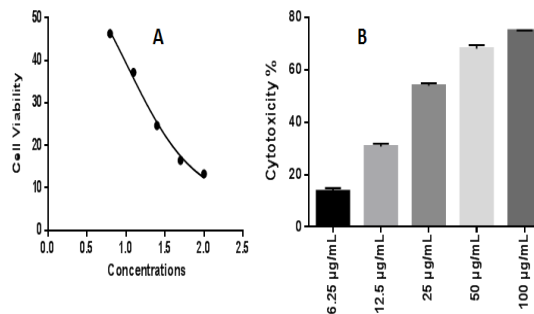 A
Cell Viability
50
40
30
20
10
0
0.0 0.5 1.0 1.5 2.0 2.5
Concentrations
B
Cytotoxicity %
80
60
40
20
0
6.25 µg/mL
12.5 µg/mL
25 µg/mL
50 µg/mL
100 µg/mL